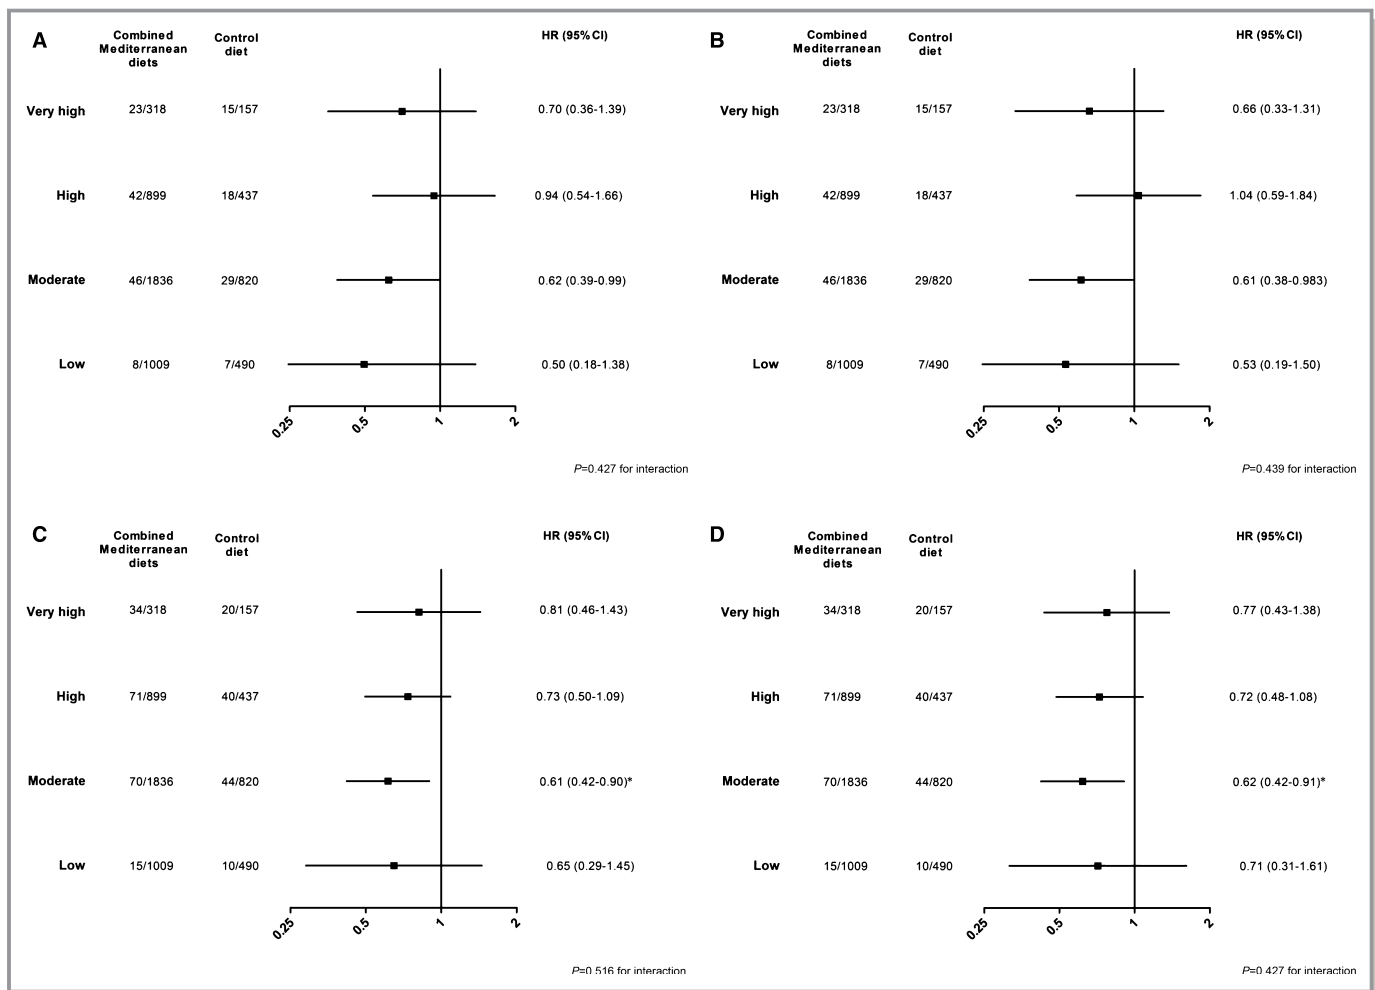 A
Combined Mediterranean diets
Control diet
HR (95% CI)
Very high 23/318 15/157 0.70 (0.36-1.39)
High 42/899 18/437 0.94 (0.54-1.66)
Moderate 46/1836 29/820 0.62 (0.39-0.99)
Low 8/1009 7/490 0.50 (0.18-1.38)
0.25 0.5 1 2
P=0.427 for interaction
B
Combined Mediterranean diets
Control diet
HR (95% CI)
Very high 23/318 15/157 0.66 (0.33-1.31)
High 42/899 18/437 1.04 (0.59-1.84)
Moderate 46/1836 29/820 0.61 (0.38-0.983)
Low 8/1009 7/490 0.53 (0.19-1.50)
0.25 0.5 1 2
P=0.439 for interaction
C
Combined Mediterranean diets
Control diet
HR (95% CI)
Very high 34/318 20/157 0.81 (0.46-1.43)
High 71/899 40/437 0.73 (0.50-1.09)
Moderate 70/1836 44/820 0.61 (0.42-0.90)*
Low 15/1009 10/490 0.65 (0.29-1.45)
0.25 0.5 1 2
P=0.516 for interaction
D
Combined Mediterranean diets
Control diet
HR (95% CI)
Very high 34/318 20/157 0.77 (0.43-1.38)
High 71/899 40/437 0.72 (0.48-1.08)
Moderate 70/1836 44/820 0.62 (0.42-0.91)*
Low 15/1009 10/490 0.71 (0.31-1.61)
0.25 0.5 1 2
P=0.427 for interaction